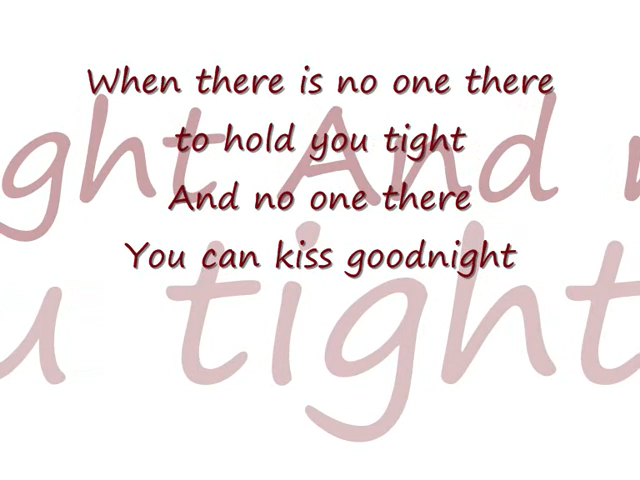 When there is no one there
to hold you tight
And no one there
You can kiss goodnight
ght And
u tight